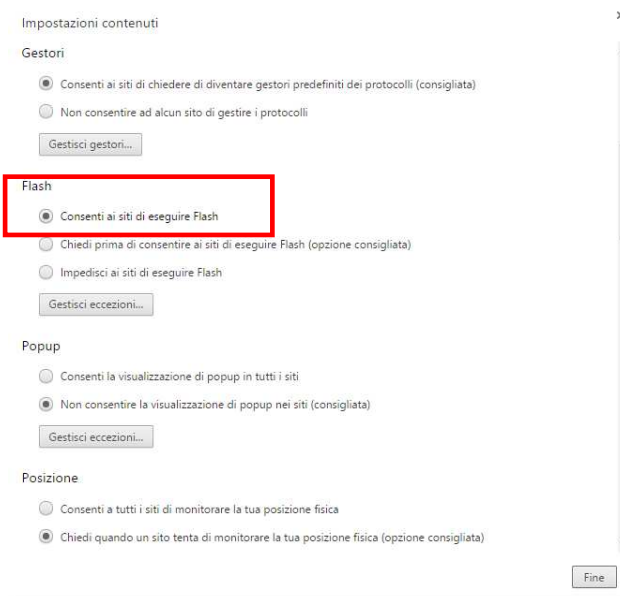 Impostazioni contenuti
Gestori
Consenti ai siti di chiedere di diventare gestori predefiniti dei protocolli (consigliata)
Non consentire ad alcun sito di gestire i protocolli
Gestisci gestori...
Flash
Consenti ai siti di eseguire Flash
Chiedi prima di consentire ai siti di eseguire Flash (opzione consigliata)
Impedisci ai siti di eseguire Flash
Gestisci eccezioni...
Popup
Consenti la visualizzazione di popup in tutti i siti
Non consentire la visualizzazione di popup nei siti (consigliata)
Gestisci eccezioni...
Posizione
Consenti a tutti i siti di monitorare la tua posizione fisica
Chiedi quando un sito tenta di monitorare la tua posizione fisica (opzione consigliata)
Fine